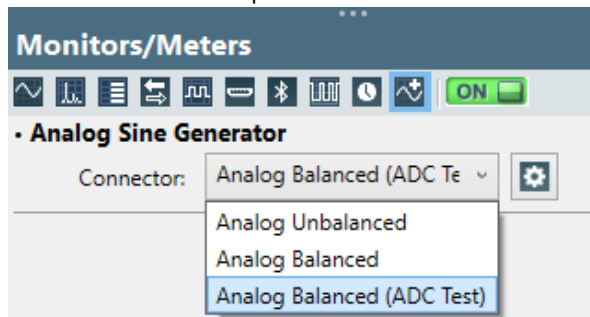 Monitors/Meters
ON
• Analog Sine Generator
Connector: Analog Balanced (ADC Te
Analog Unbalanced
Analog Balanced
Analog Balanced (ADC Test)